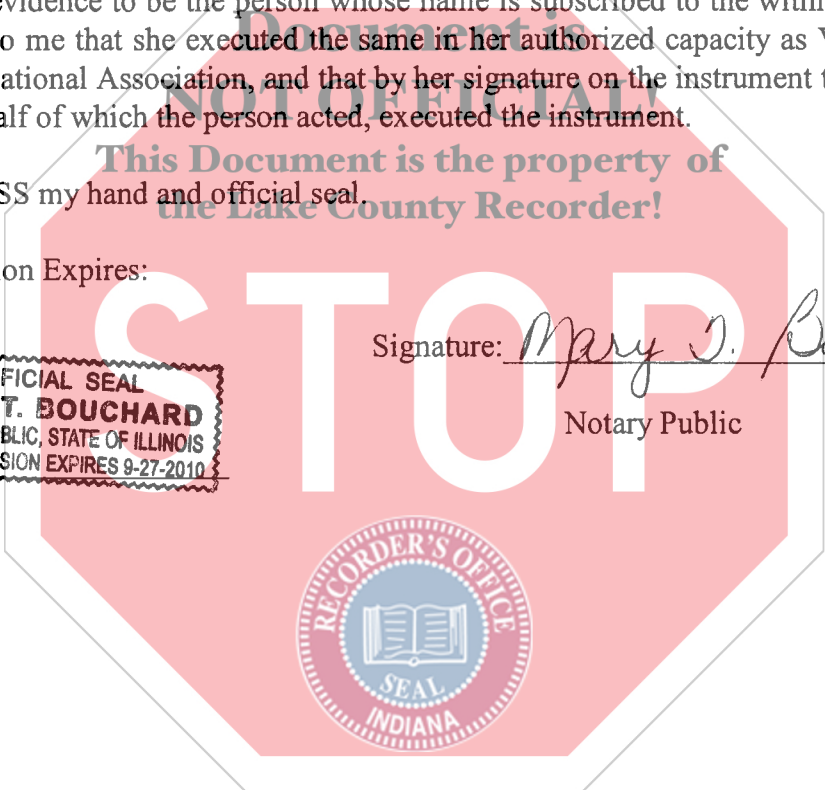 evidence to be the person whose name is subscribed to the with
o me that she executed the same in her authorized capacity as V
ational Association, and that by her signature on the instrument t
alf of which the person acted, executed the instrument.
SS my hand and official seal.
Document is
NOT OFFICIAL!
This Document is the property of
the Lake County Recorder!
on Expires:
STOP
Signature: Mary T. Bo
Notary Public
FICIAL SEAL
T. BOUCHARD
BLIC, STATE OF ILLINOIS
SION EXPIRES 9-27-2010
RECORDER'S OFFICE
SEAL
INDIANA